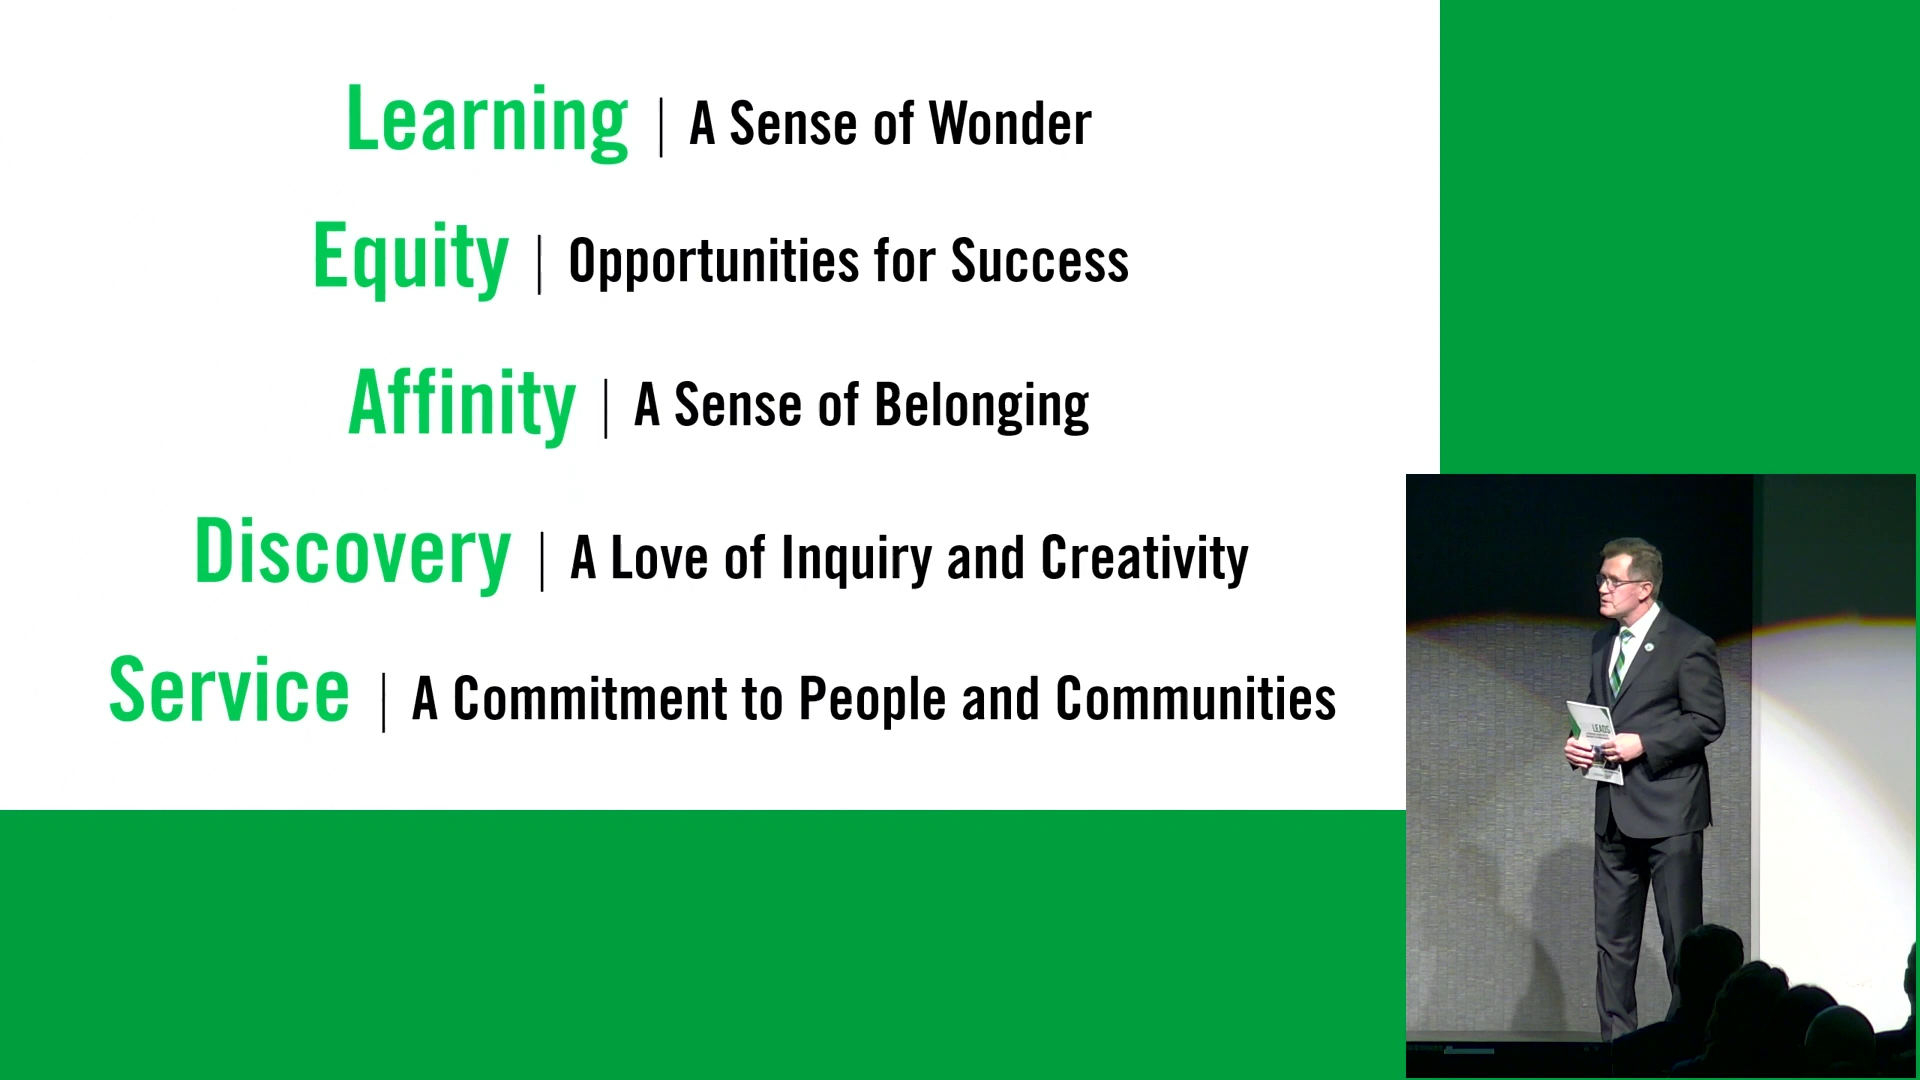 Learning | A Sense of Wonder
Equity | Opportunities for Success
Affinity | A Sense of Belonging
Discovery | A Love of Inquiry and Creativity
Service | A Commitment to People and Communities
LEADS